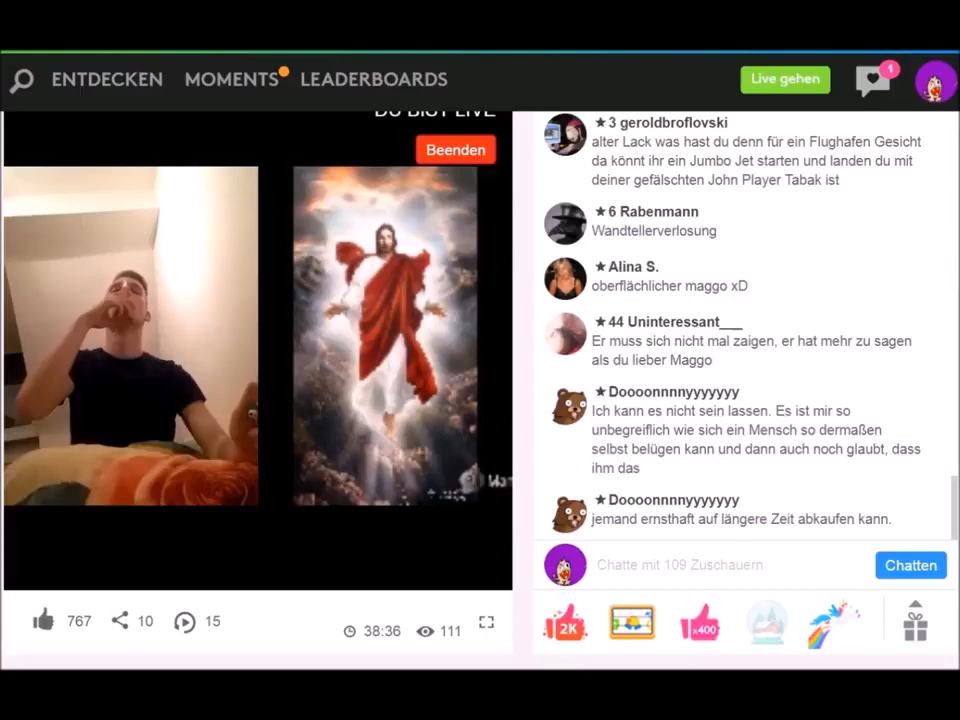 ENTDECKEN MOMENTS LEADERBOARDS Live gehen 1
DU BIST LIVE
Beenden
★3 geroldbroflovski
alter Lack was hast du denn für ein Flughafen Gesicht
da könnt ihr ein Jumbo Jet starten und landen du mit
deiner gefälschten John Player Tabak ist
★6 Rabenmann
Wandtellerverlosung
★Alina S.
oberflächlicher maggo xD
★44 Uninteressant___
Er muss sich nicht mal zaigen, er hat mehr zu sagen
als du lieber Maggo
★Doooonnnnyyyyyyy
Ich kann es nicht sein lassen. Es ist mir so
unbegreiflich wie sich ein Mensch so dermaßen
selbst belügen kann und dann auch noch glaubt, dass
ihm das
★Doooonnnnyyyyyyy
jemand ernsthaft auf längere Zeit abkaufen kann.
Chatte mit 109 Zuschauern
Chatten
767 10 15 38:36 111
2K x400